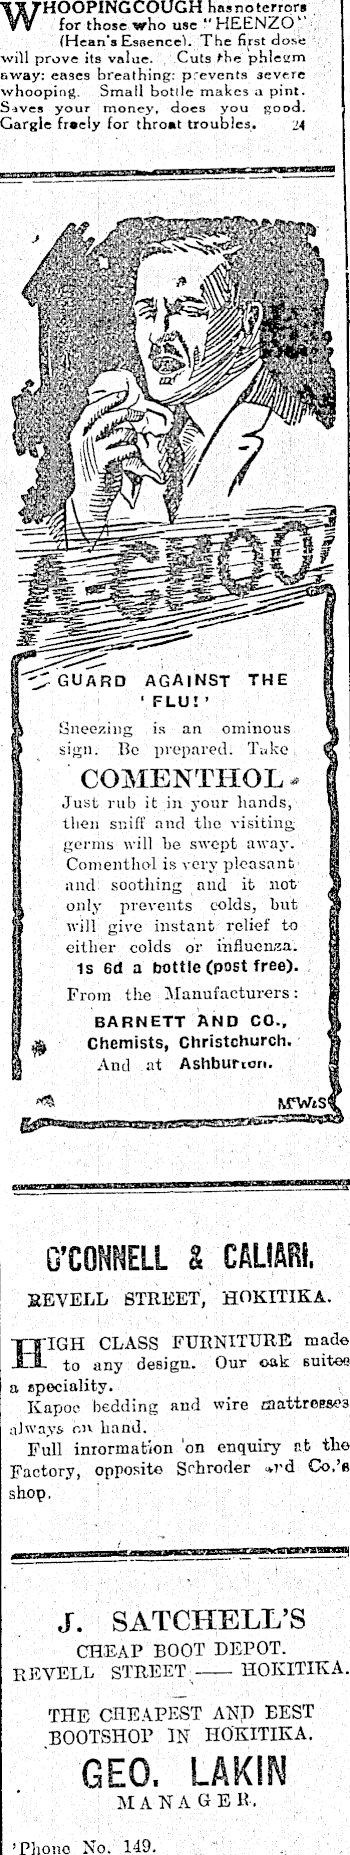 WHOOPING COUGH has no terrors
for those who use "HEENZO"
(Hean's Essence). The first dose
will prove its value. Cuts the phlegm
away: eases breathing: prevents severe
whooping. Small bottle makes a pint.
Saves your money, does you good.
Gargle freely for throat troubles. 24
A-CHOO!
GUARD AGAINST THE
'FLU!'
Sneezing is an ominous
sign. Be prepared. Take
COMENTHOL
Just rub it in your hands,
then sniff and the visiting
germs will be swept away.
Comenthol is very pleasant
and soothing and it not
only prevents colds, but
will give instant relief to
either colds or influenza.
1s 6d a bottle (post free).
From the Manufacturers:
BARNETT AND CO.,
Chemists, Christchurch.
And at Ashburton.
McW&S
O'CONNELL & CALIARI,
REVELL STREET, HOKITIKA.
HIGH CLASS FURNITURE made
to any design. Our oak suites
a speciality.
Kapoc bedding and wire mattresses
always on hand.
Full information on enquiry at the
Factory, opposite Schroder and Co.'s
shop.
J. SATCHELL'S
CHEAP BOOT DEPOT.
REVELL STREET —— HOKITIKA.
THE CHEAPEST AND BEST
BOOTSHOP IN HOKITIKA.
GEO. LAKIN
MANAGER.
'Phone No. 149.